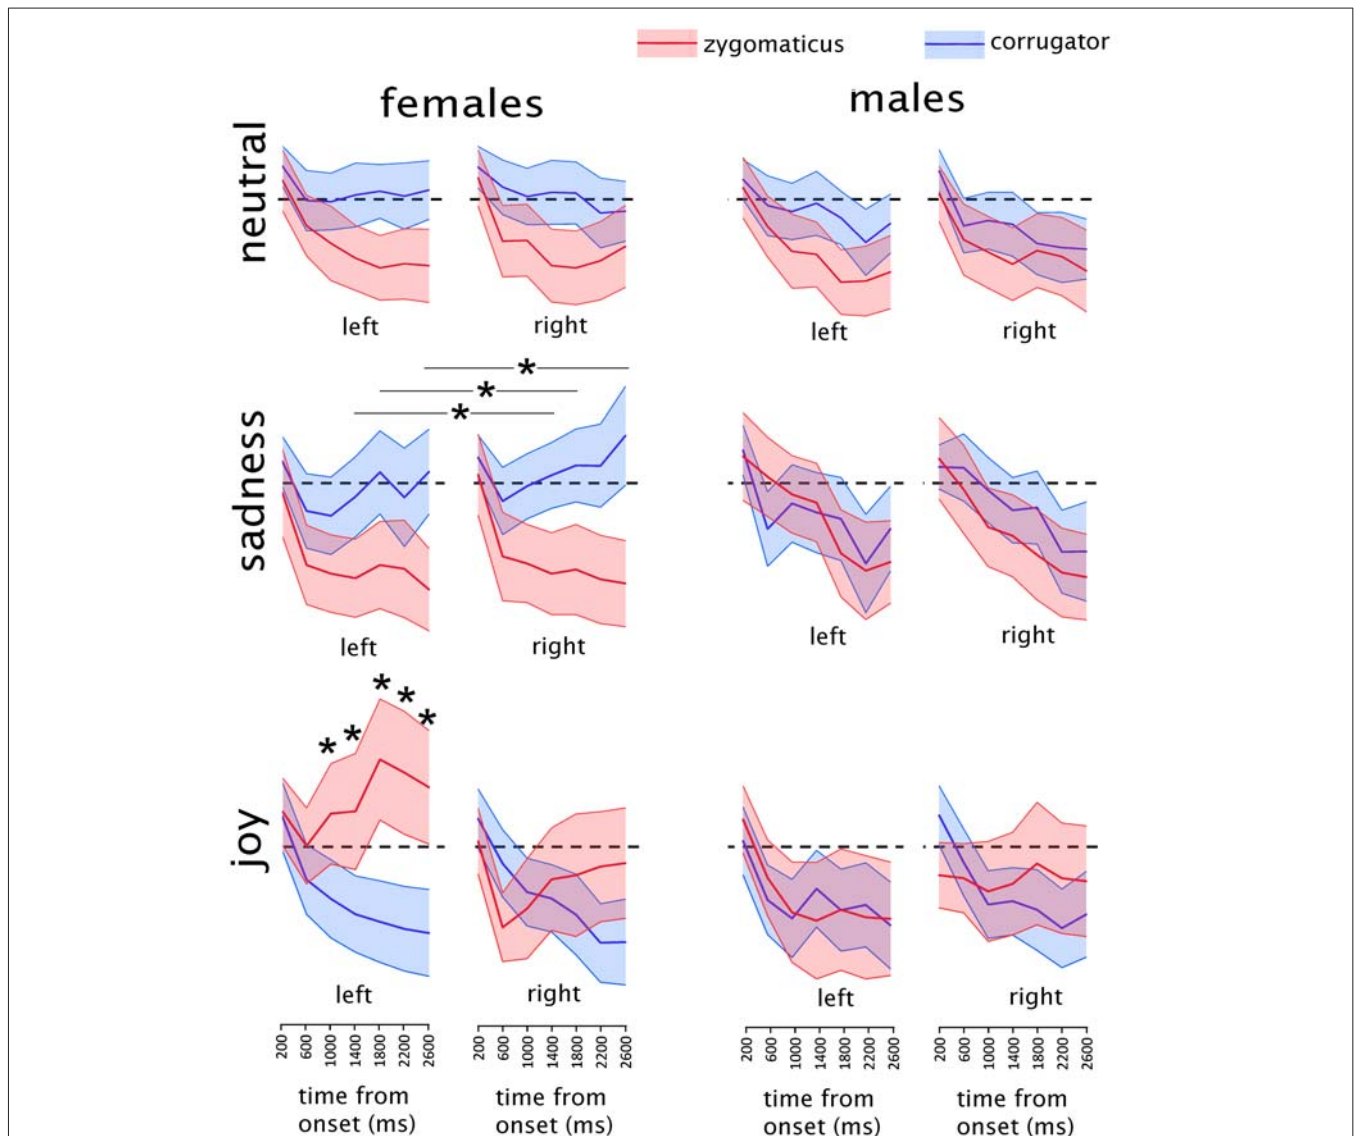 zygomaticus
corrugator
females
males
neutral
left
right
left
right
*
*
*
sadness
left
right
left
right
*
*
*
*
*
joy
left
right
left
right
200 600 1000 1400 1800 2200 2600
200 600 1000 1400 1800 2200 2600
200 600 1000 1400 1800 2200 2600
200 600 1000 1400 1800 2200 2600
time from
onset (ms)
time from
onset (ms)
time from
onset (ms)
time from
onset (ms)